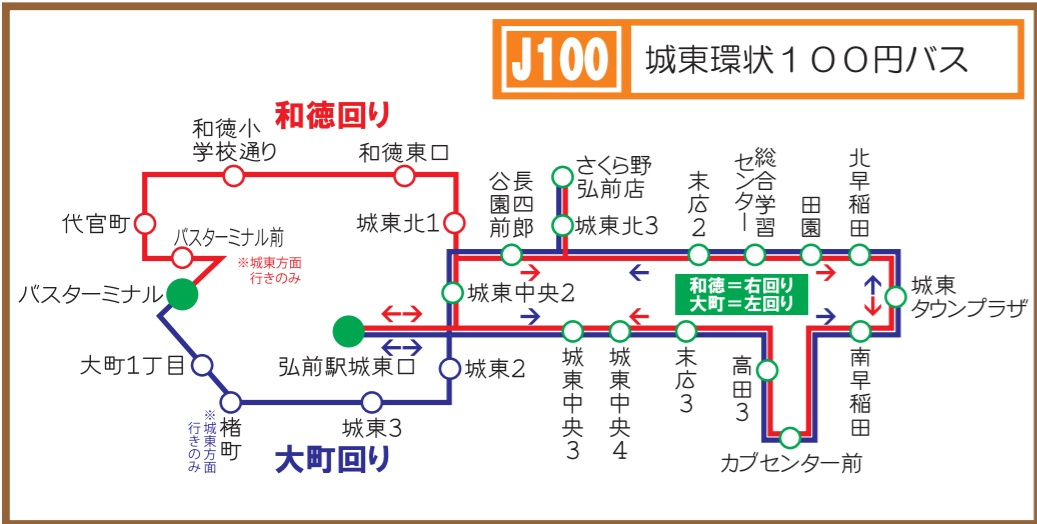 J100
城東環状１００円バス
和徳回り
和徳小
学校通り
和徳東口
代官町
バスターミナル前
※城東方面
行きのみ
城東北1
バスターミナル
大町1丁目
楮町
※城東方面
行きのみ
城東3
大町回り
城東2
弘前駅城東口
城東中央2
長四郎
公園前
さくら野
弘前店
城東北3
末広2
総合学習
センター
田園
北早稲田
和徳＝右回り
大町＝左回り
城東
タウンプラザ
城東中央3
城東中央4
末広3
高田3
南早稲田
カブセンター前